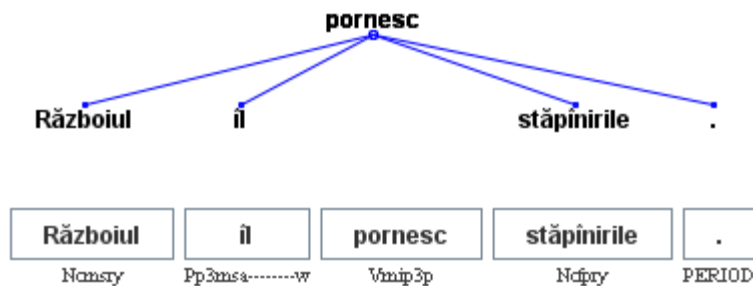 pornesc
Războiul îl stăpînirile .
Războiul îl pornesc stăpînirile .
Ncmsry Pp3msa--------w Vmip3p Ncfpry PERIOD